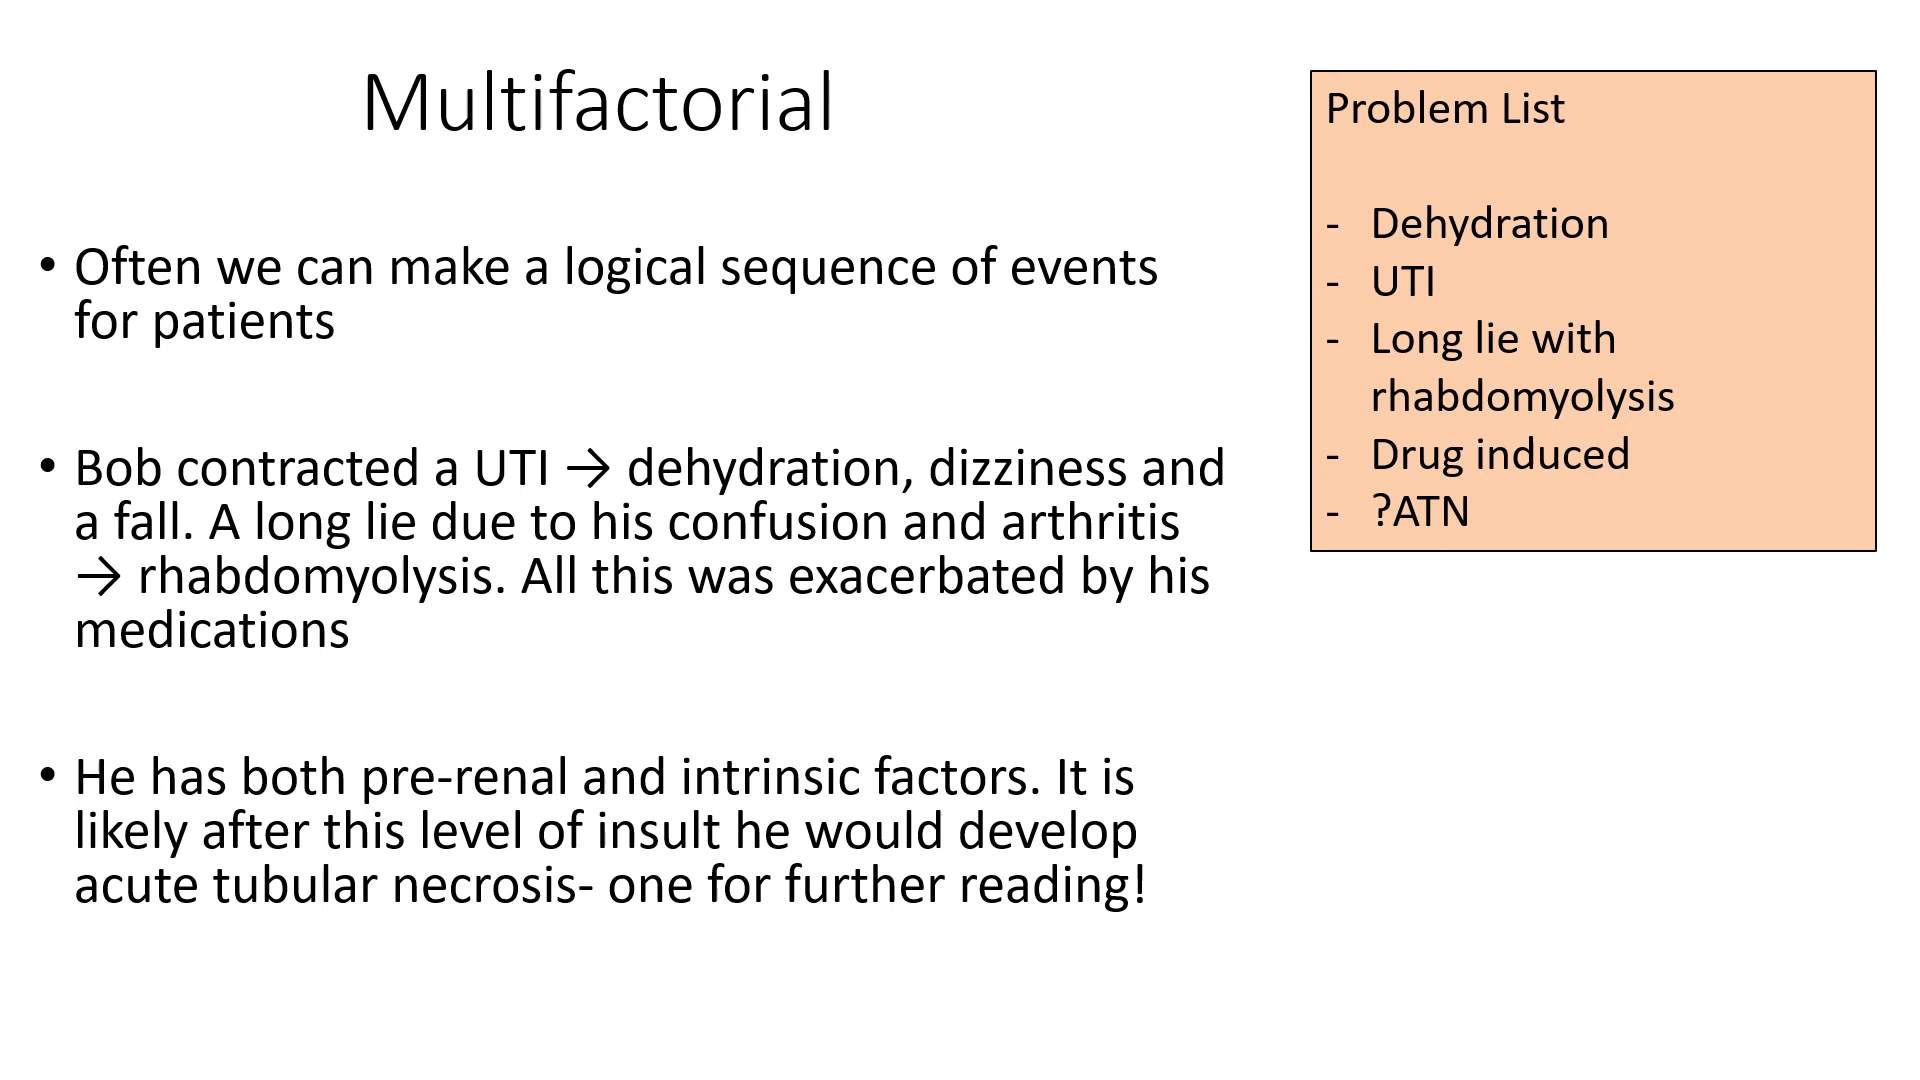 Multifactorial
• Often we can make a logical sequence of events
for patients
• Bob contracted a UTI → dehydration, dizziness and
a fall. A long lie due to his confusion and arthritis
→ rhabdomyolysis. All this was exacerbated by his
medications
• He has both pre-renal and intrinsic factors. It is
likely after this level of insult he would develop
acute tubular necrosis- one for further reading!
Problem List
- Dehydration
- UTI
- Long lie with
rhabdomyolysis
- Drug induced
- ?ATN